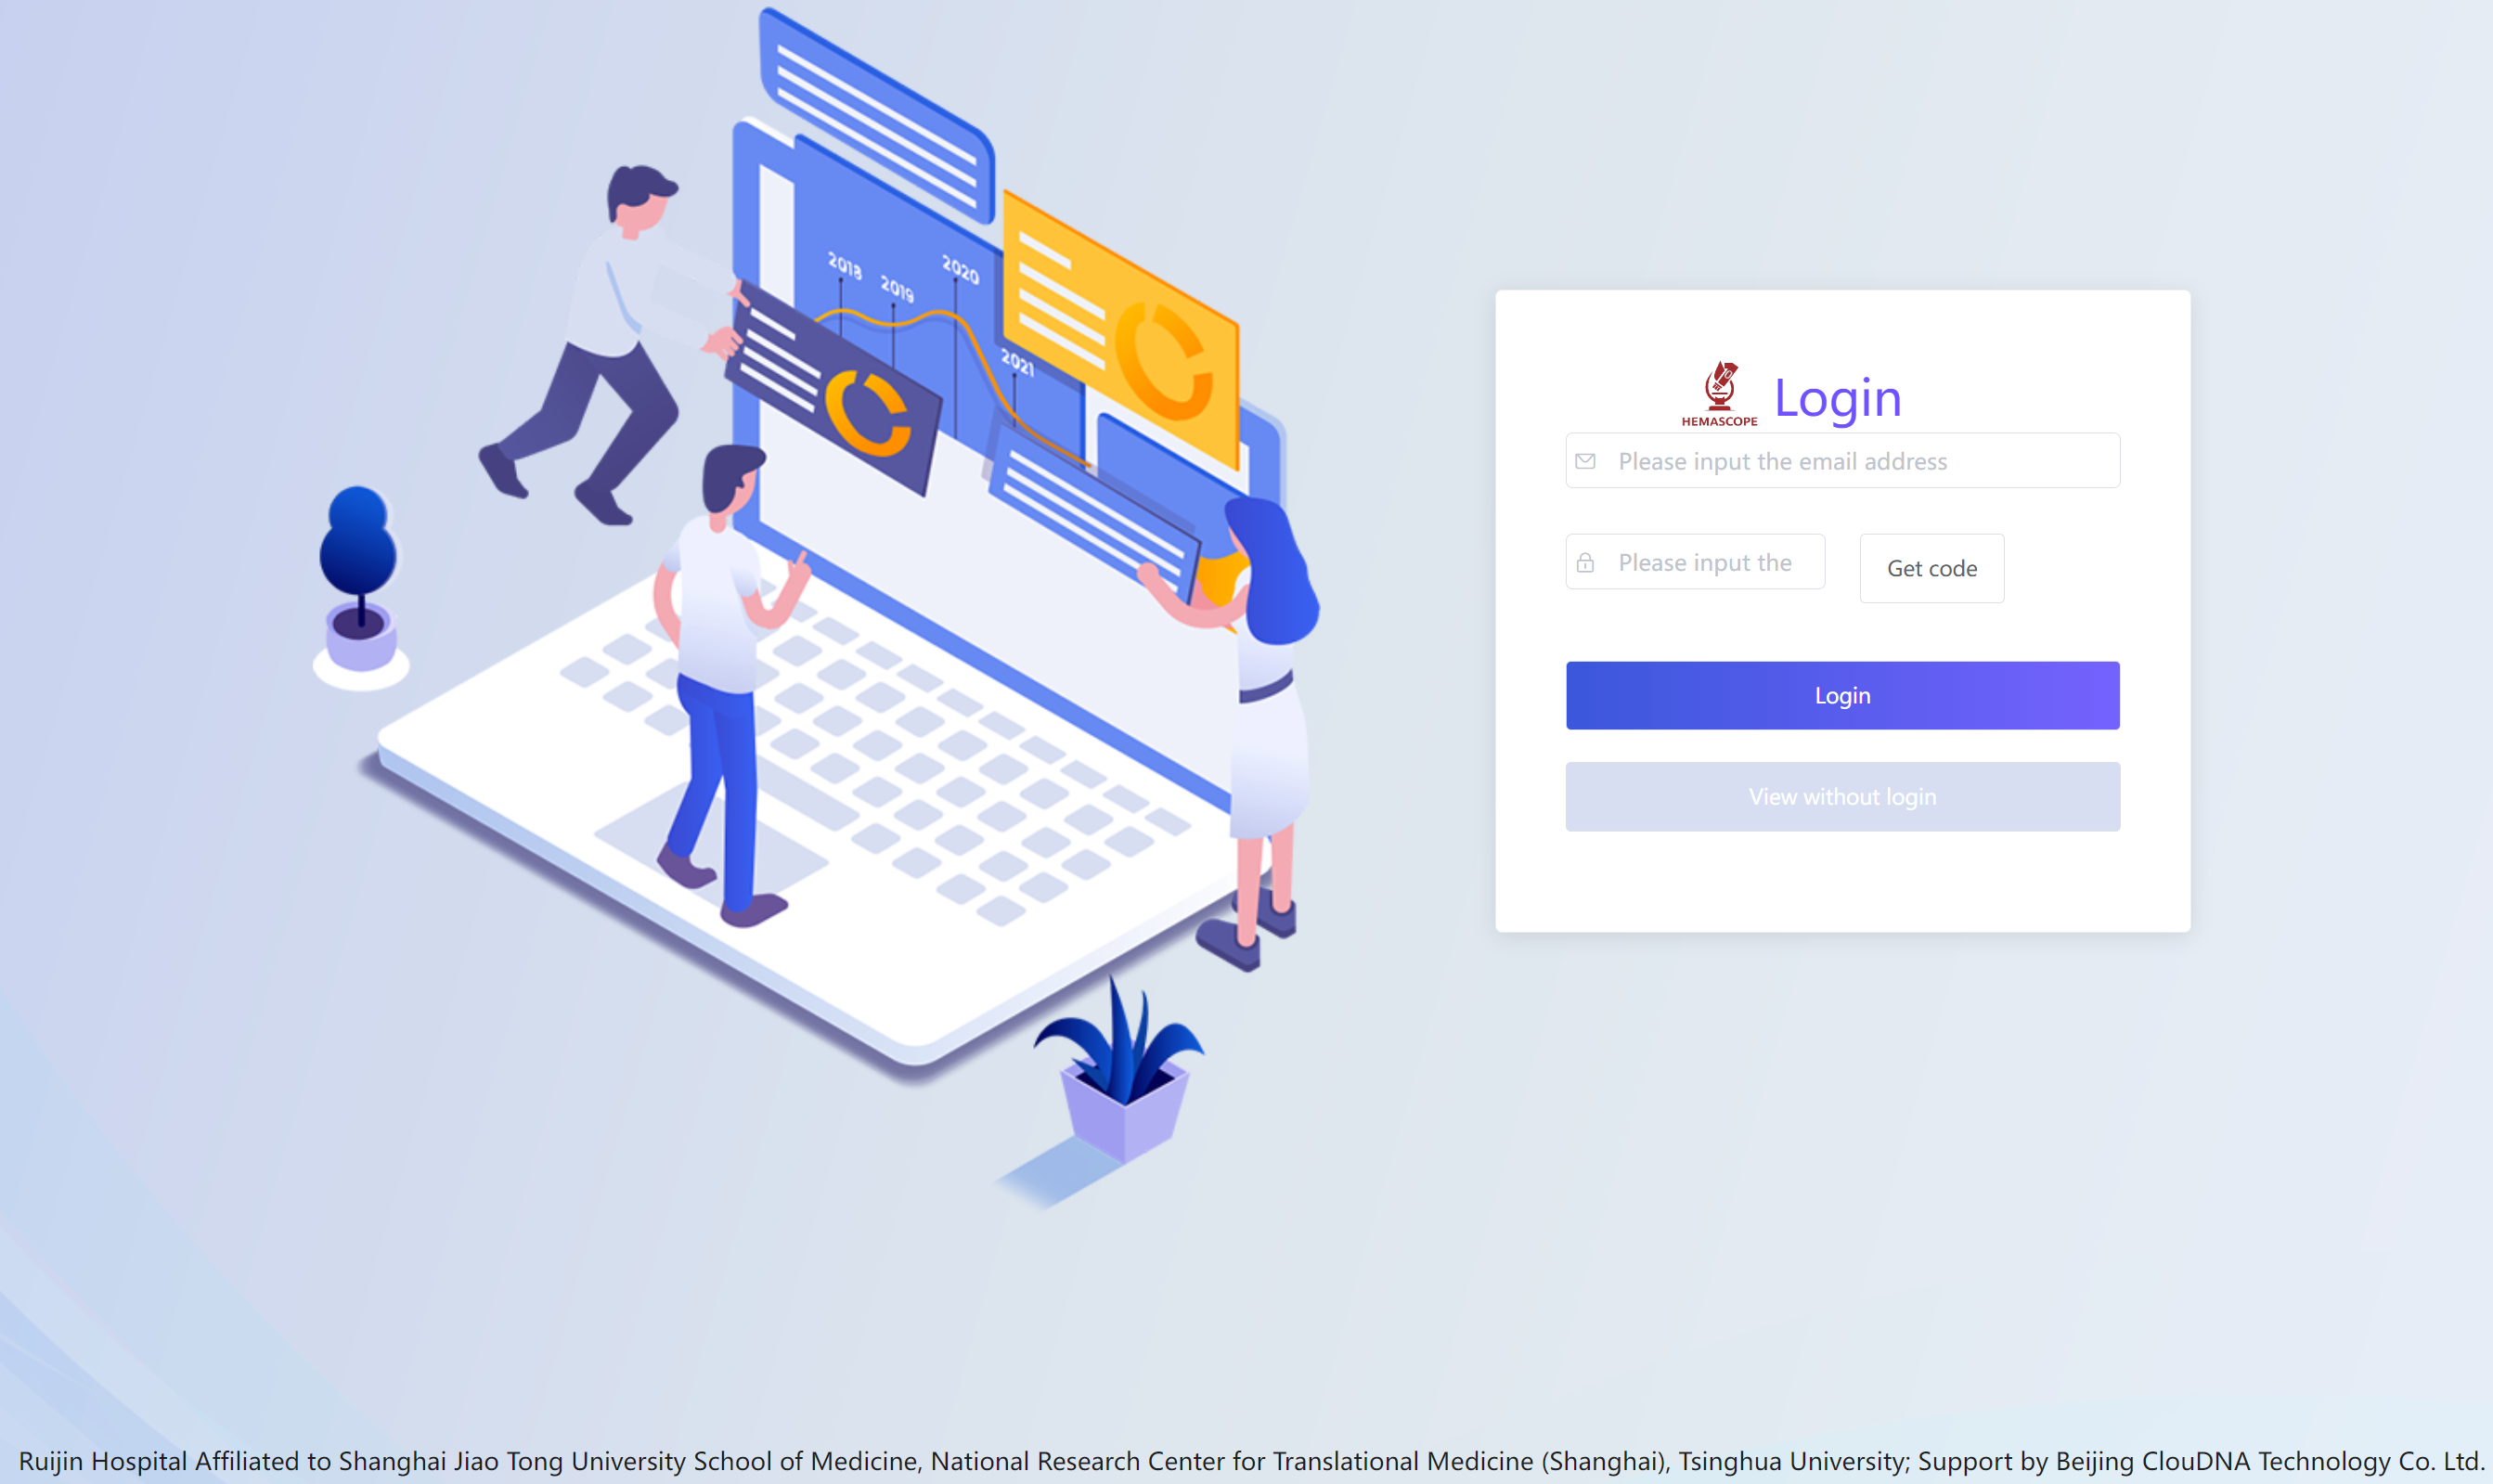 2018
2019
2020
2021
HEMASCOPE
Login
Please input the email address
Please input the
Get code
Login
View without login
Ruijin Hospital Affiliated to Shanghai Jiao Tong University School of Medicine, National Research Center for Translational Medicine (Shanghai), Tsinghua University; Support by Beijing ClouDNA Technology Co. Ltd.